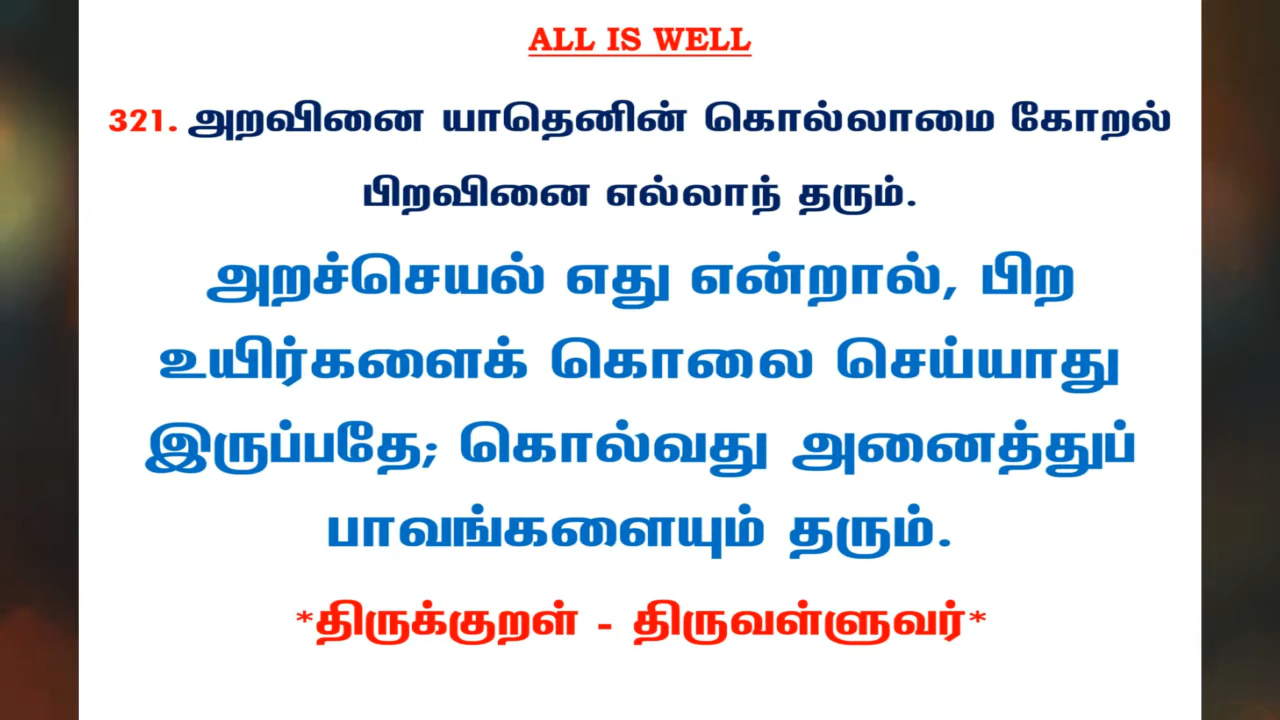 ALL IS WELL
321. அறவினை யாதெனின் கொல்லாமை கோறல்
பிறவினை எல்லாந் தரும்.
அறச்செயல் எது என்றால், பிற
உயிர்களைக் கொலை செய்யாது
இருப்பதே; கொல்வது அனைத்துப்
பாவங்களையும் தரும்.
*திருக்குறள் - திருவள்ளுவர்*